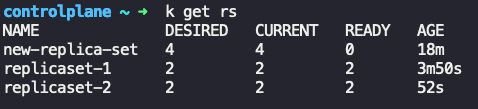 controlplane ~ ➜ k get rs
NAME DESIRED CURRENT READY AGE
new-replica-set 4 4 0 18m
replicaset-1 2 2 2 3m50s
replicaset-2 2 2 2 52s